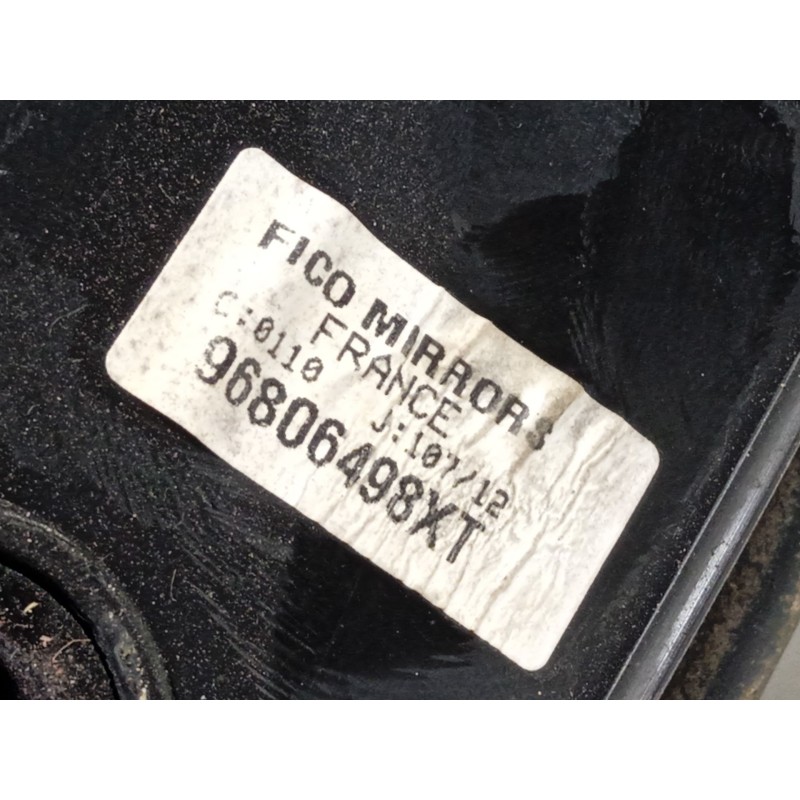 FICO MIRRORS
FRANCE
C:0110 J:107/12
96806498XT